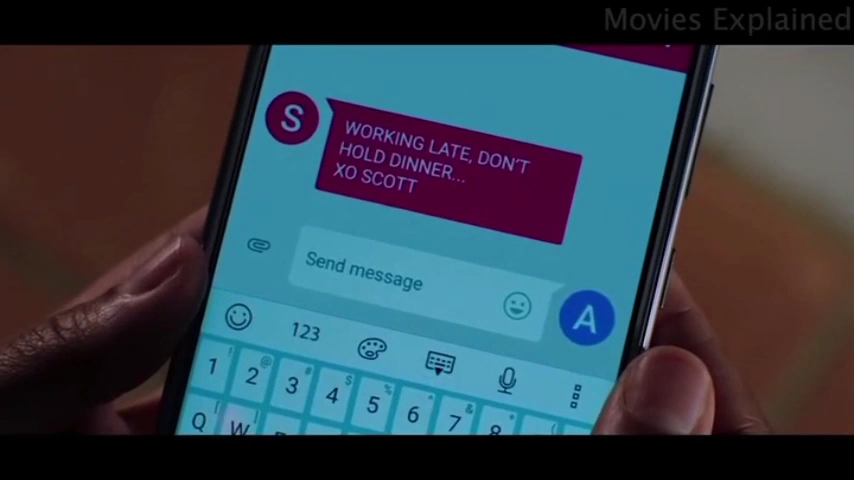 Movies Explained
S
WORKING LATE, DON'T
HOLD DINNER...
XO SCOTT
Send message
A
123
! @ # $ % ^ & * (
1 2 3 4 5 6 7 8
Q W